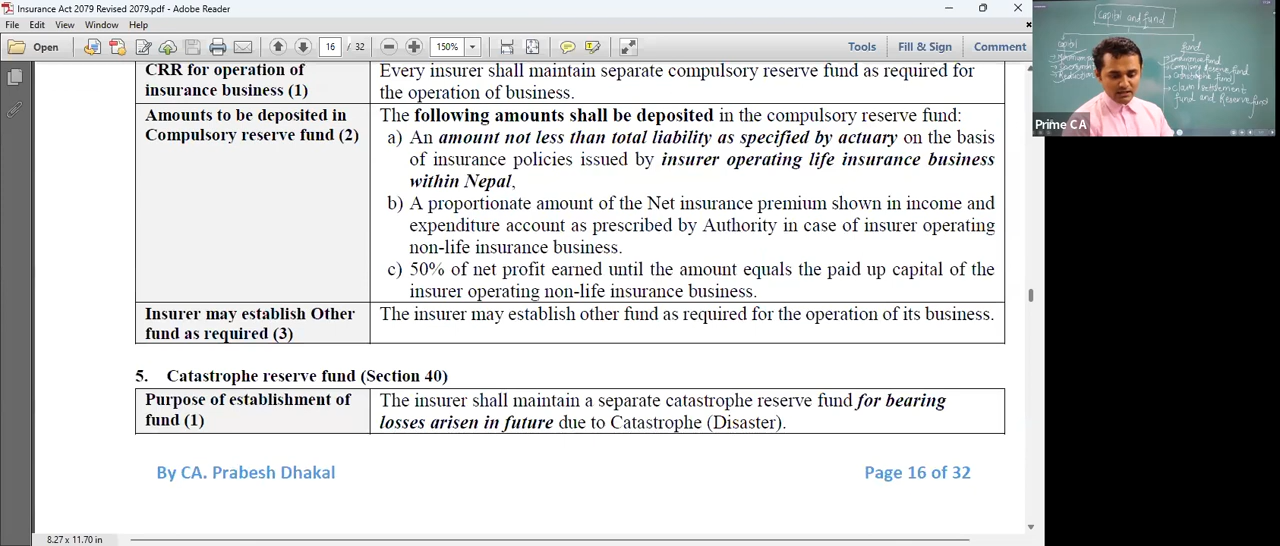 Insurance Act 2079 Revised 2079.pdf - Adobe Reader
File Edit View Window Help
Open 16 / 32 150% Tools Fill & Sign Comment
CRR for operation of
insurance business (1)
Every insurer shall maintain separate compulsory reserve fund as required for
the operation of business.
Amounts to be deposited in
Compulsory reserve fund (2)
The following amounts shall be deposited in the compulsory reserve fund:
a) An amount not less than total liability as specified by actuary on the basis
of insurance policies issued by insurer operating life insurance business
within Nepal,
b) A proportionate amount of the Net insurance premium shown in income and
expenditure account as prescribed by Authority in case of insurer operating
non-life insurance business.
c) 50% of net profit earned until the amount equals the paid up capital of the
insurer operating non-life insurance business.
Insurer may establish Other
fund as required (3)
The insurer may establish other fund as required for the operation of its business.
5. Catastrophe reserve fund (Section 40)
Purpose of establishment of
fund (1)
The insurer shall maintain a separate catastrophe reserve fund for bearing
losses arisen in future due to Catastrophe (Disaster).
By CA. Prabesh Dhakal
Page 16 of 32
8.27 x 11.70 in
Capital and fund
Capital
Fund
Insurance fund
Compulsory Reserve fund
Catastrophe fund
Claim settlement
fund and Reserve fund
Prime CA